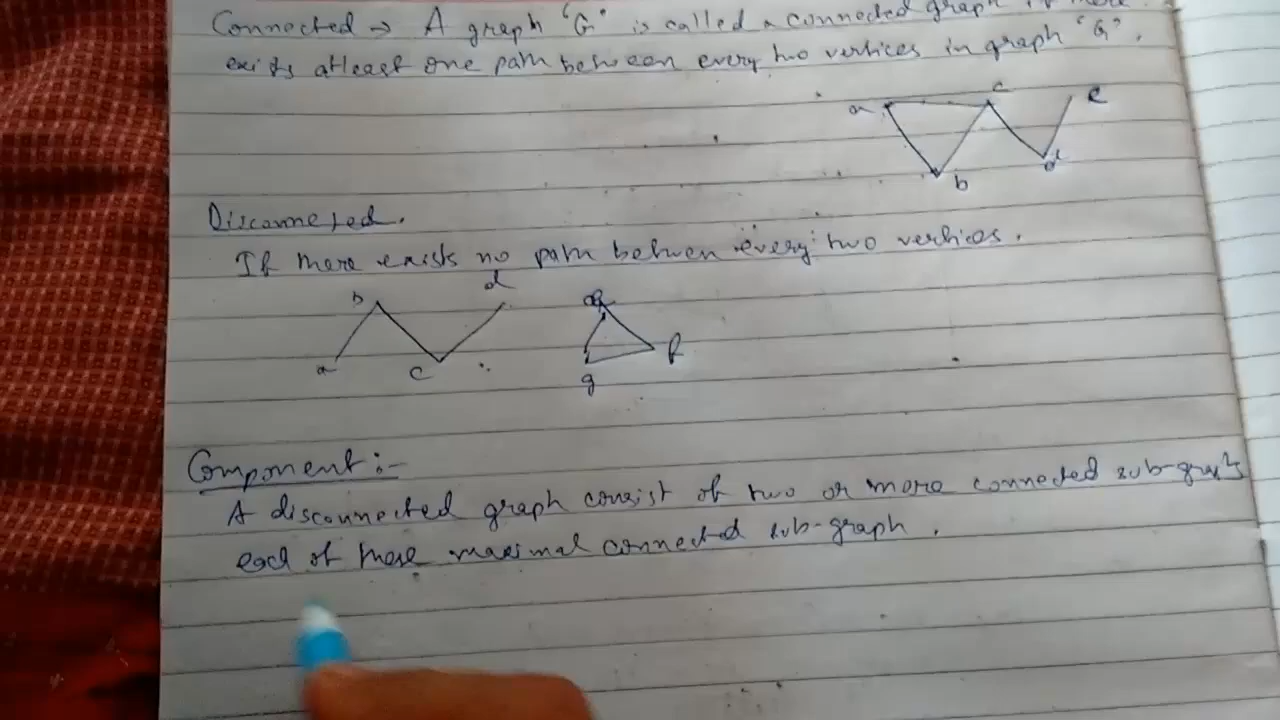 Connected → A graph 'G' is called a connected graph if there
exists atleast one path between every two vertices in graph 'G'.
a c e
b d
Disconneted.
If there exists no path between every two vertices.
b d
a c
g f
Component :-
A disconnected graph consist of two or more connected sub-graph
each of these maximal connected sub-graph.